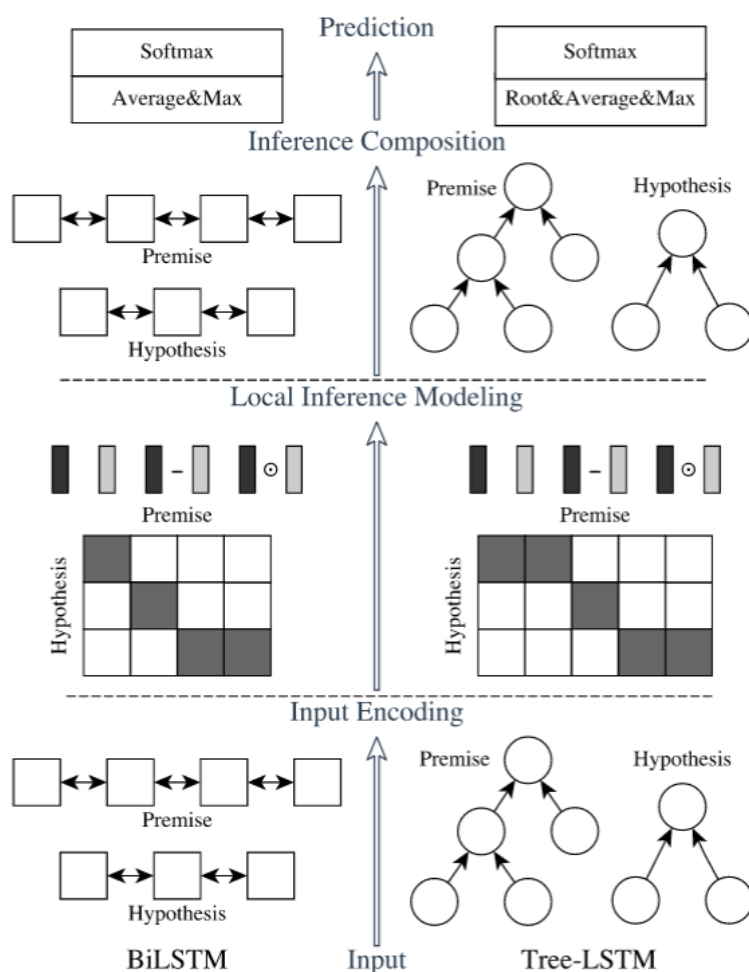 Prediction
Softmax
Average&Max
Softmax
Root&Average&Max
Inference Composition
Premise
Hypothesis
Premise
Hypothesis
Local Inference Modeling
– ⊙
– ⊙
Premise
Hypothesis
Premise
Hypothesis
Input Encoding
Premise
Hypothesis
Premise
Hypothesis
BiLSTM
Input
Tree-LSTM